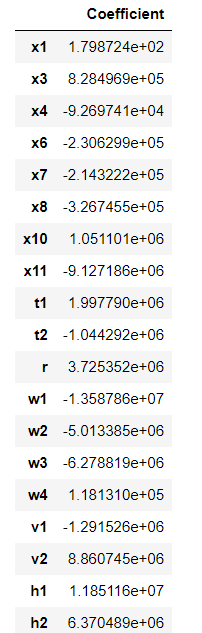 Coefficient
x1 1.798724e+02
x3 8.284969e+05
x4 -9.269741e+04
x6 -2.306299e+05
x7 -2.143222e+05
x8 -3.267455e+05
x10 1.051101e+06
x11 -9.127186e+06
t1 1.997790e+06
t2 -1.044292e+06
r 3.725352e+06
w1 -1.358786e+07
w2 -5.013385e+06
w3 -6.278819e+06
w4 1.181310e+05
v1 -1.291526e+06
v2 8.860745e+06
h1 1.185116e+07
h2 6.370489e+06